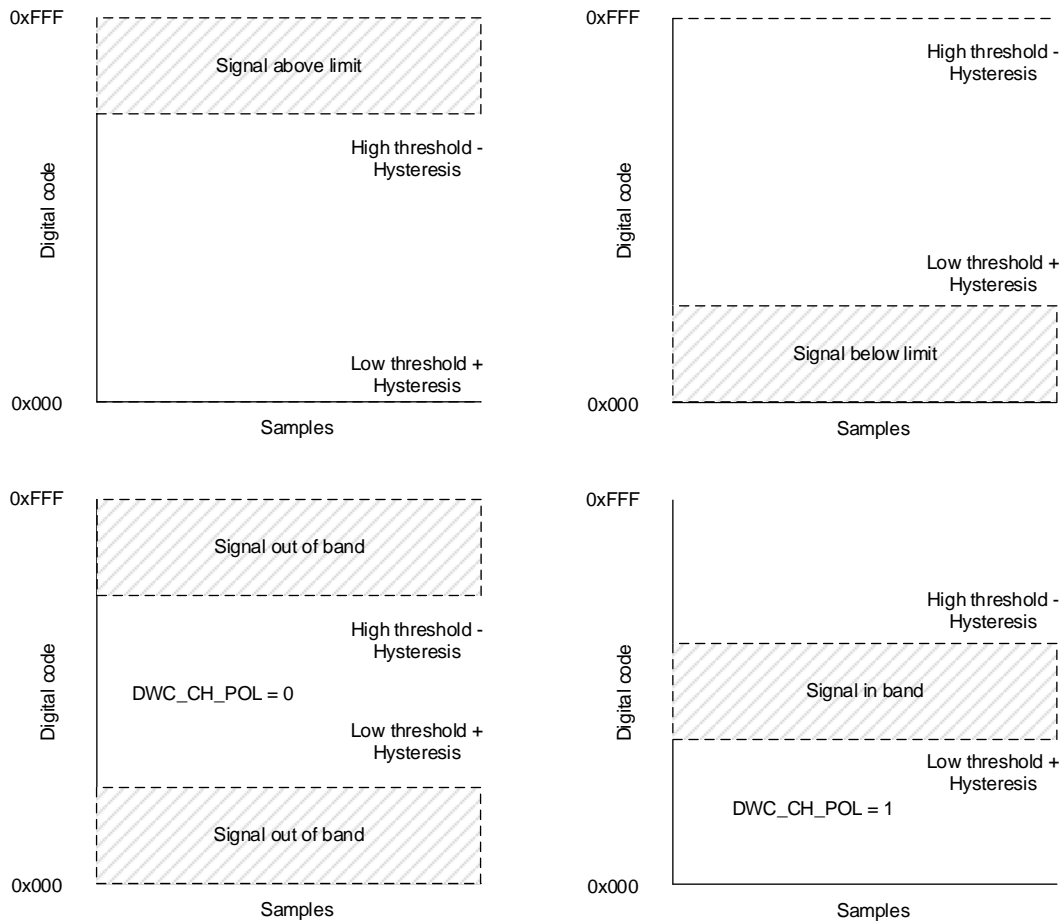 0xFFF
Signal above limit
High threshold -
Hysteresis
Digital code
Low threshold +
Hysteresis
0x000
Samples
High threshold -
Hysteresis
Digital code
Low threshold +
Hysteresis
Signal below limit
0x000
Samples
0xFFF
Signal out of band
High threshold -
Hysteresis
Digital code
DWC_CH_POL = 0
Low threshold +
Hysteresis
Signal out of band
0x000
Samples
0xFFF
High threshold -
Hysteresis
Digital code
Signal in band
Low threshold +
Hysteresis
DWC_CH_POL = 1
0x000
Samples